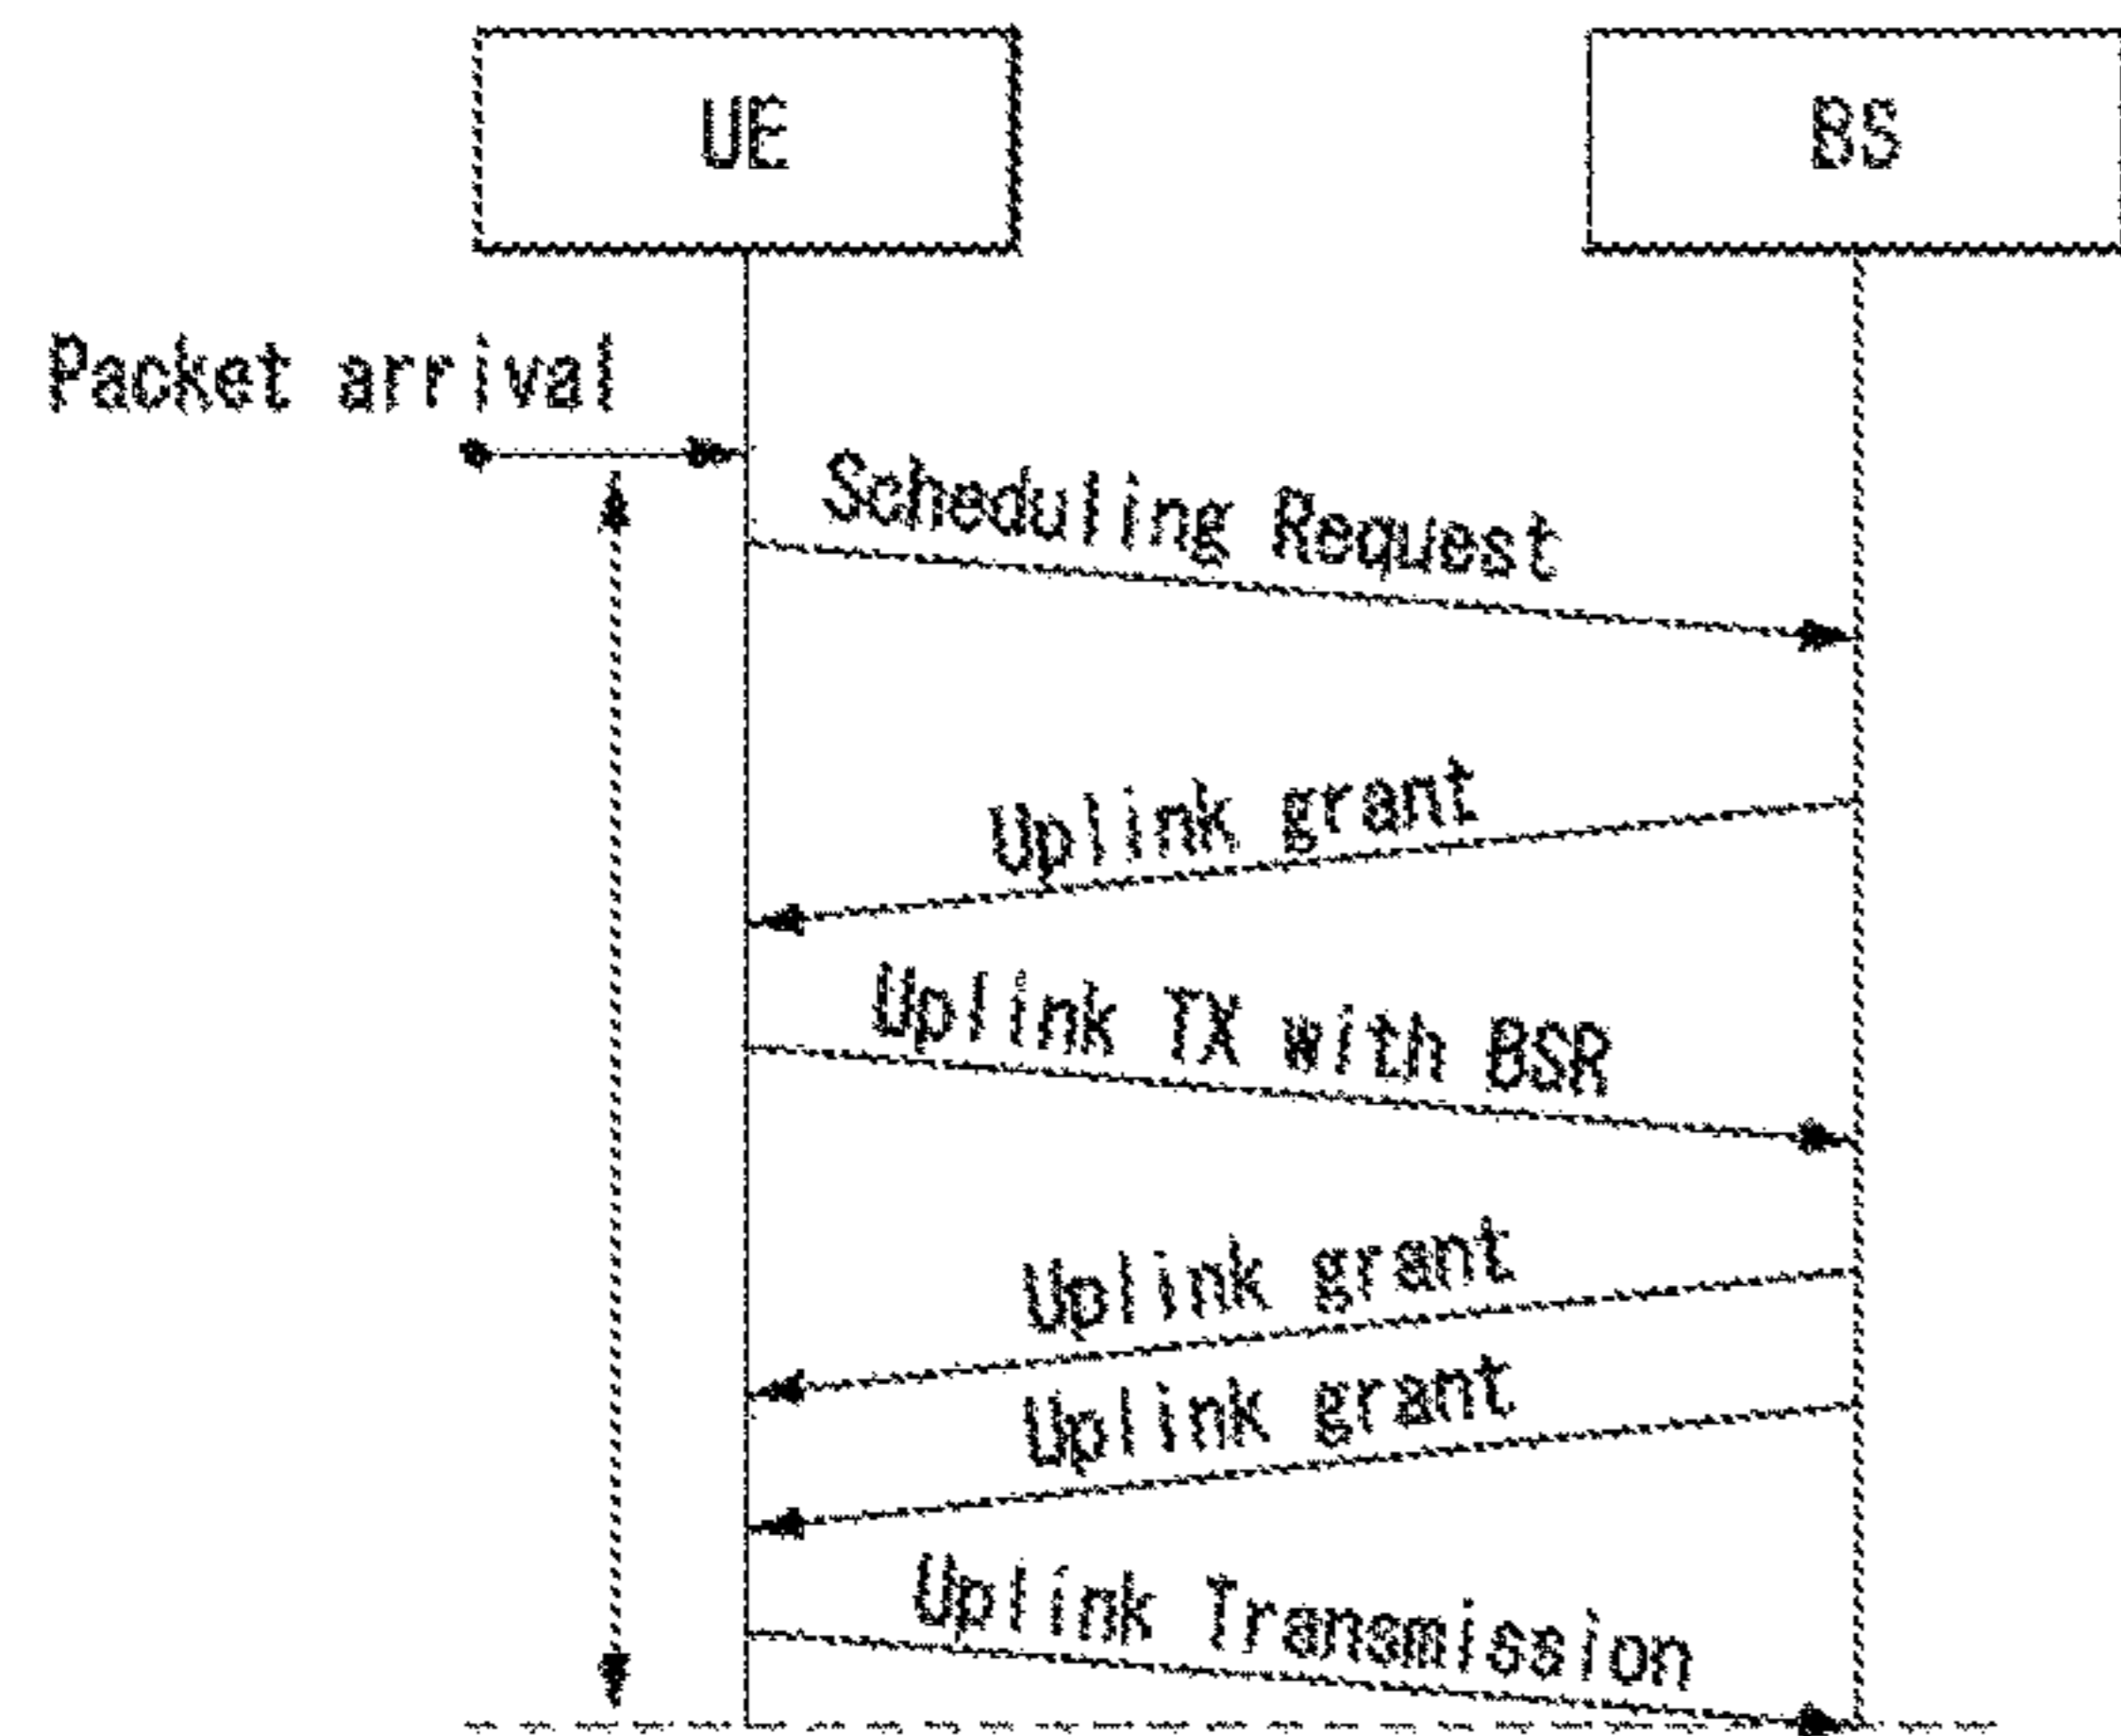 UE
BS
Packet arrival
Scheduling Request
Uplink grant
Uplink TX with BSR
Uplink grant
Uplink grant
Uplink Transmission